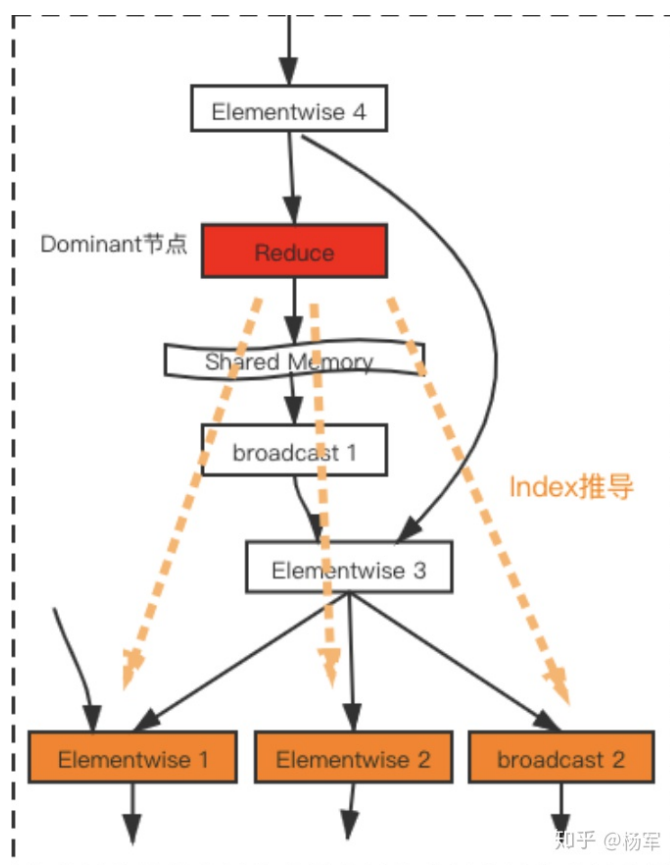 Elementwise 4
Dominant节点
Reduce
Shared Memory
broadcast 1
Index推导
Elementwise 3
Elementwise 1
Elementwise 2
broadcast 2
知乎 @杨军